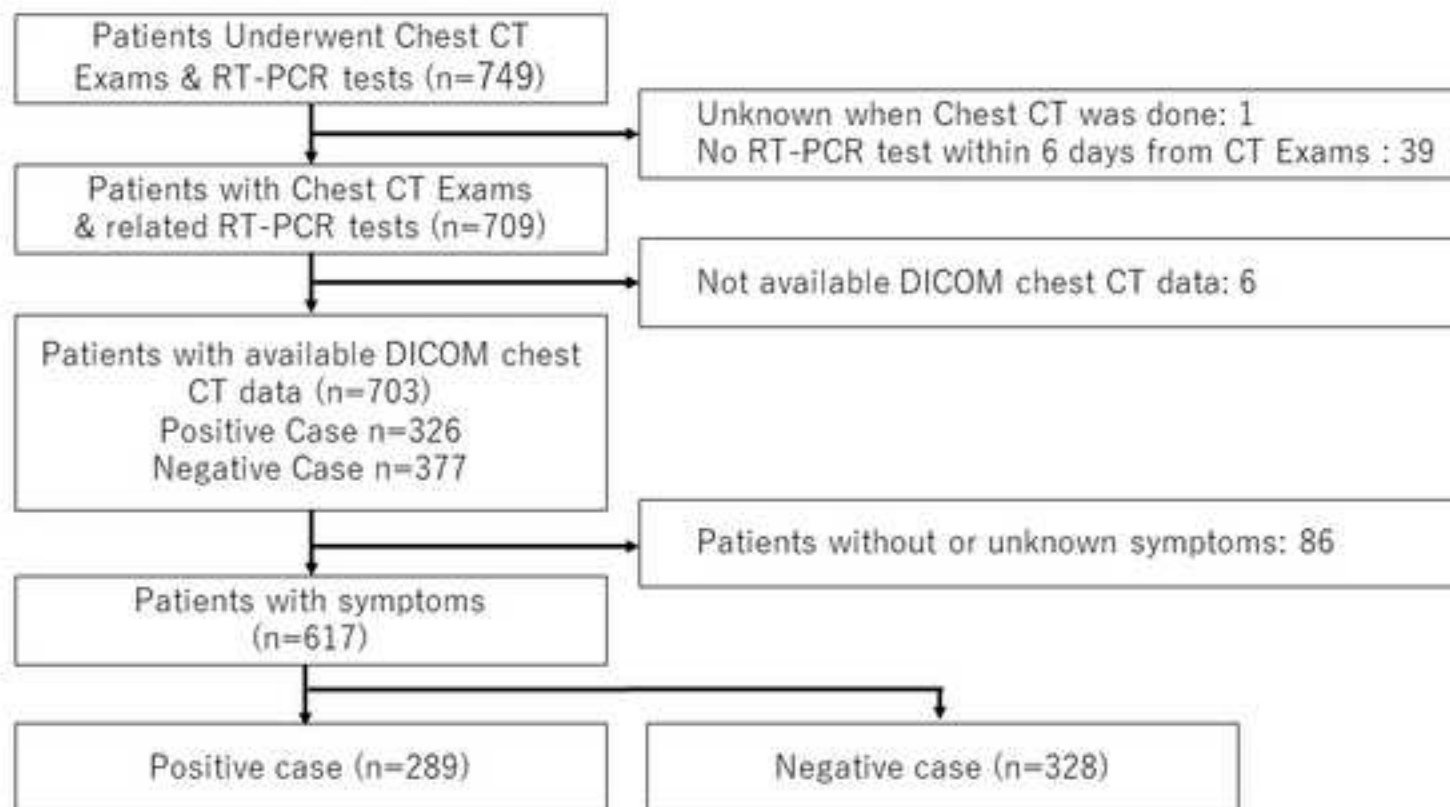 Patients Underwent Chest CT
Exams & RT-PCR tests (n=749)
Unknown when Chest CT was done: 1
No RT-PCR test within 6 days from CT Exams : 39
Patients with Chest CT Exams
& related RT-PCR tests (n=709)
Not available DICOM chest CT data: 6
Patients with available DICOM chest
CT data (n=703)
Positive Case n=326
Negative Case n=377
Patients without or unknown symptoms: 86
Patients with symptoms
(n=617)
Positive case (n=289)
Negative case (n=328)